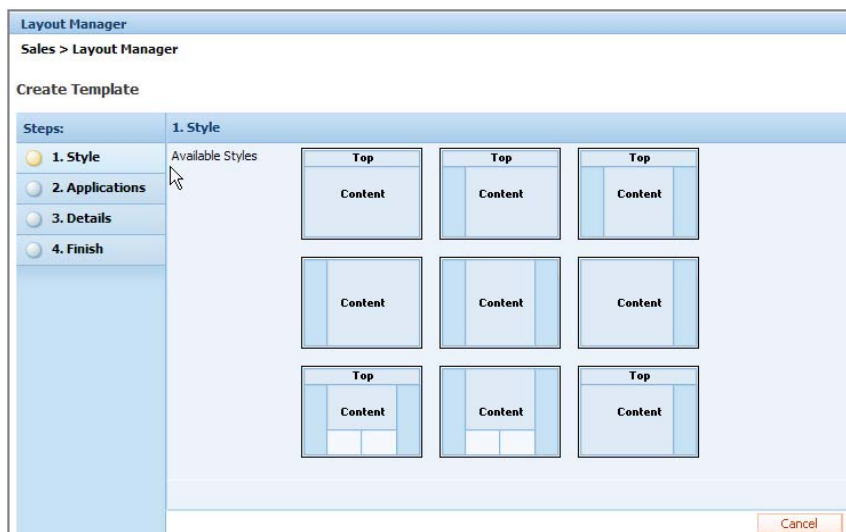 Layout Manager
Sales > Layout Manager
Create Template
Steps:
1. Style
2. Applications
3. Details
4. Finish
1. Style
Available Styles
Top Top Top
Content Content Content
Content Content Content
Top Top
Content Content Content
Cancel